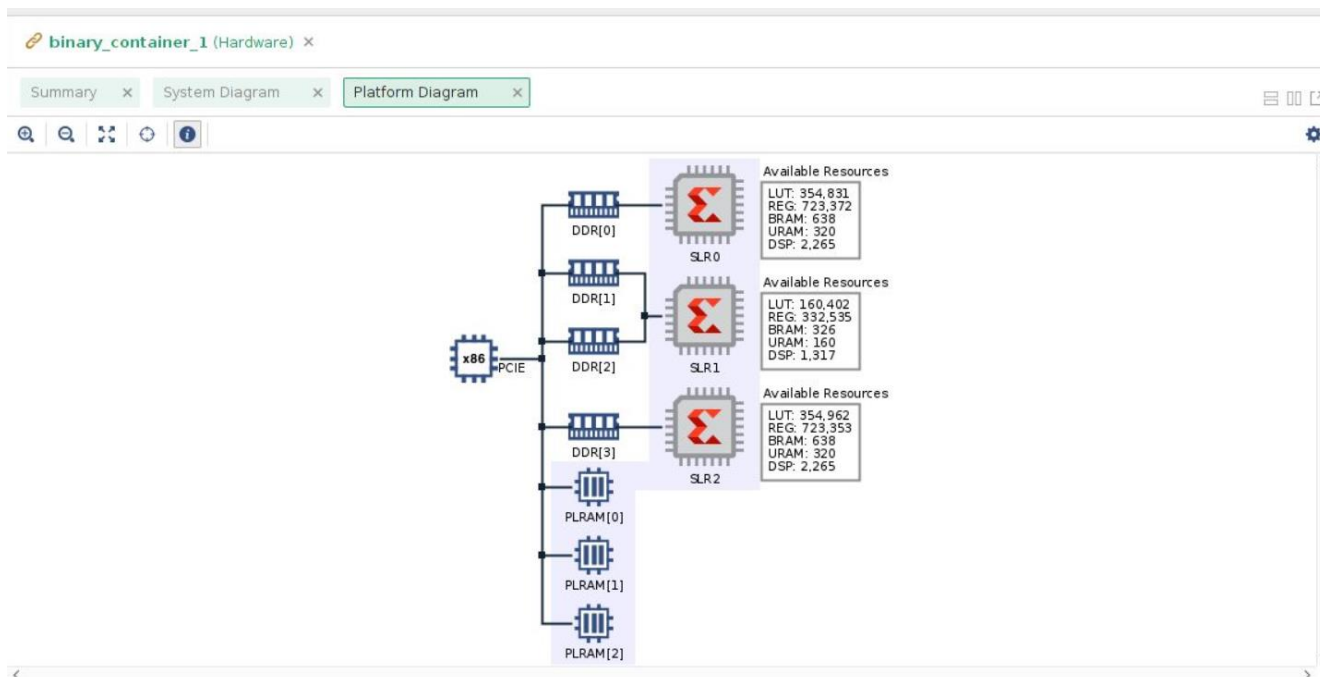 binary_container_1 (Hardware) ×
Summary × System Diagram × Platform Diagram ×
Available Resources
LUT: 354,831
REG: 723,372
BRAM: 638
URAM: 320
DSP: 2,265
DDR[0]
SLR0
Available Resources
LUT: 160,402
REG: 332,535
BRAM: 326
URAM: 160
DSP: 1,317
DDR[1]
x86
PCIE
DDR[2]
SLR1
Available Resources
LUT: 354,962
REG: 723,353
BRAM: 638
URAM: 320
DSP: 2,265
DDR[3]
SLR2
PLRAM[0]
PLRAM[1]
PLRAM[2]